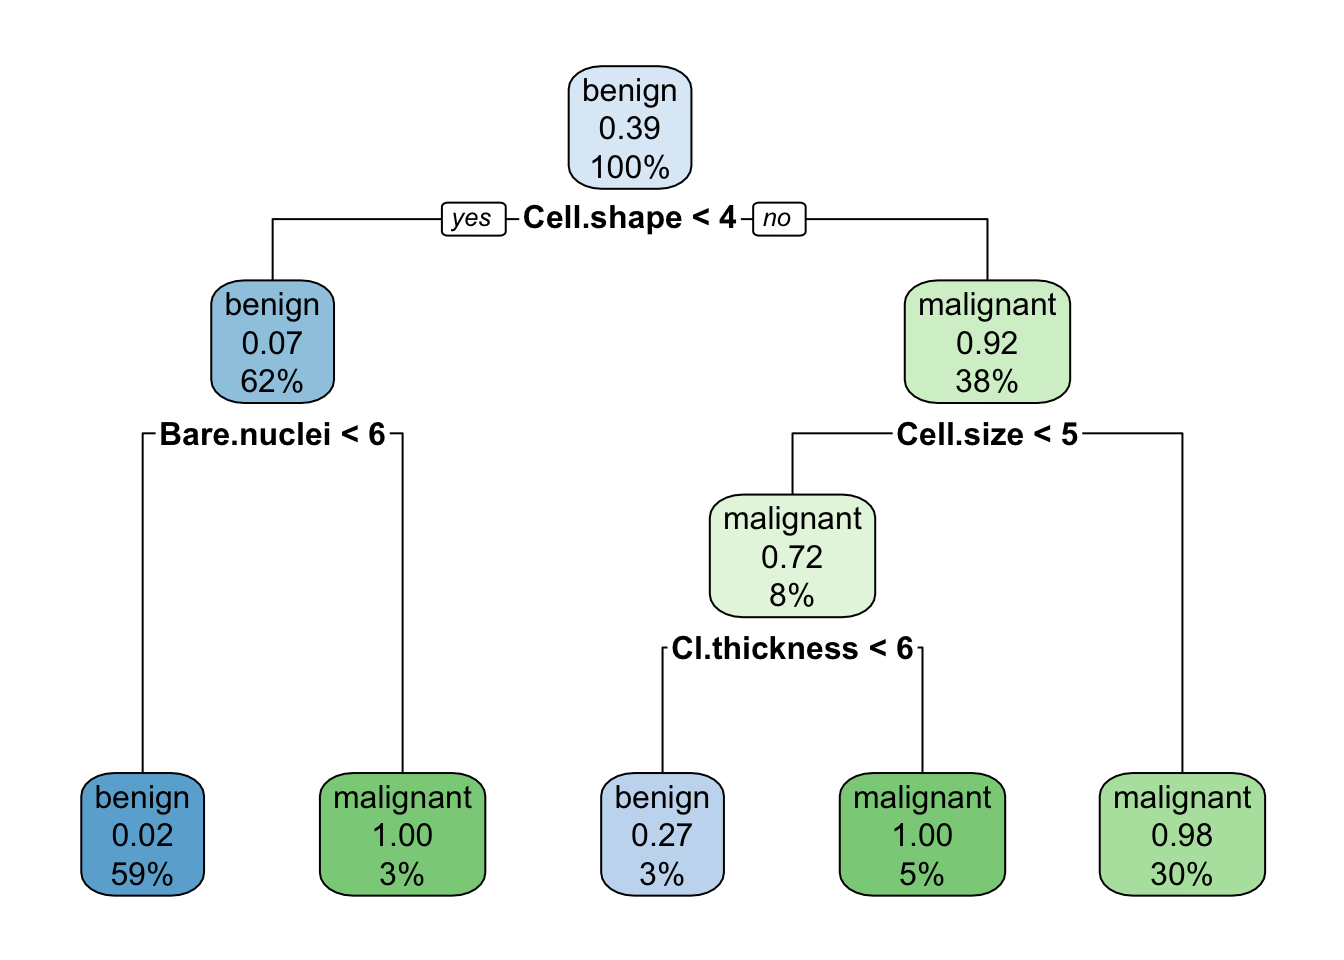 benign
0.39
100%
yes Cell.shape < 4 no
benign
0.07
62%
malignant
0.92
38%
Bare.nuclei < 6
Cell.size < 5
malignant
0.72
8%
Cl.thickness < 6
benign
0.02
59%
malignant
1.00
3%
benign
0.27
3%
malignant
1.00
5%
malignant
0.98
30%